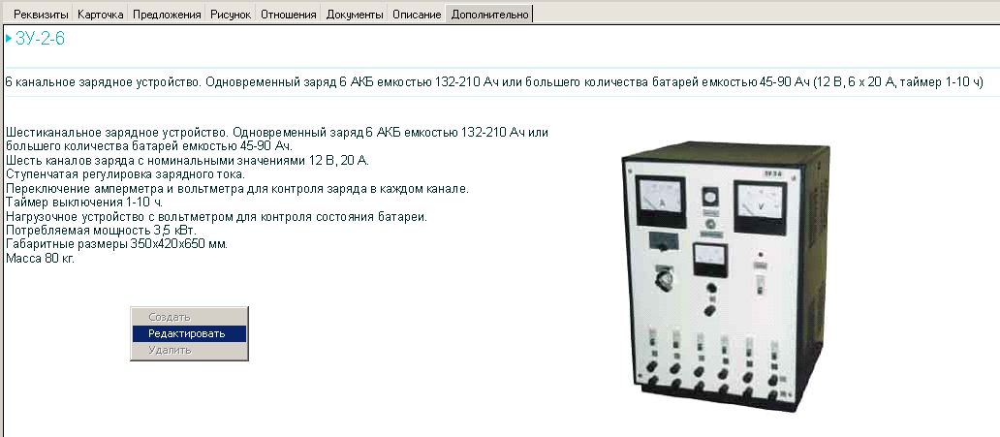 Реквизиты Карточка Предложения Рисунок Отношения Документы Описание Дополнительно
ЗУ-2-6
6 канальное зарядное устройство. Одновременный заряд 6 АКБ емкостью 132-210 Ач или большего количества батарей емкостью 45-90 Ач (12 В, 6 x 20 А, таймер 1-10 ч)
Шестиканальное зарядное устройство. Одновременный заряд 6 АКБ емкостью 132-210 Ач или
большего количества батарей емкостью 45-90 Ач.
Шесть каналов заряда с номинальными значениями 12 В, 20 А.
Ступенчатая регулировка зарядного тока.
Переключение амперметра и вольтметра для контроля заряда в каждом канале.
Таймер выключения 1-10 ч.
Нагрузочное устройство с вольтметром для контроля состояния батареи.
Потребляемая мощность 3,5 кВт.
Габаритные размеры 350x420x650 мм.
Масса 80 кг.
A
V
Создать
Редактировать
Удалить